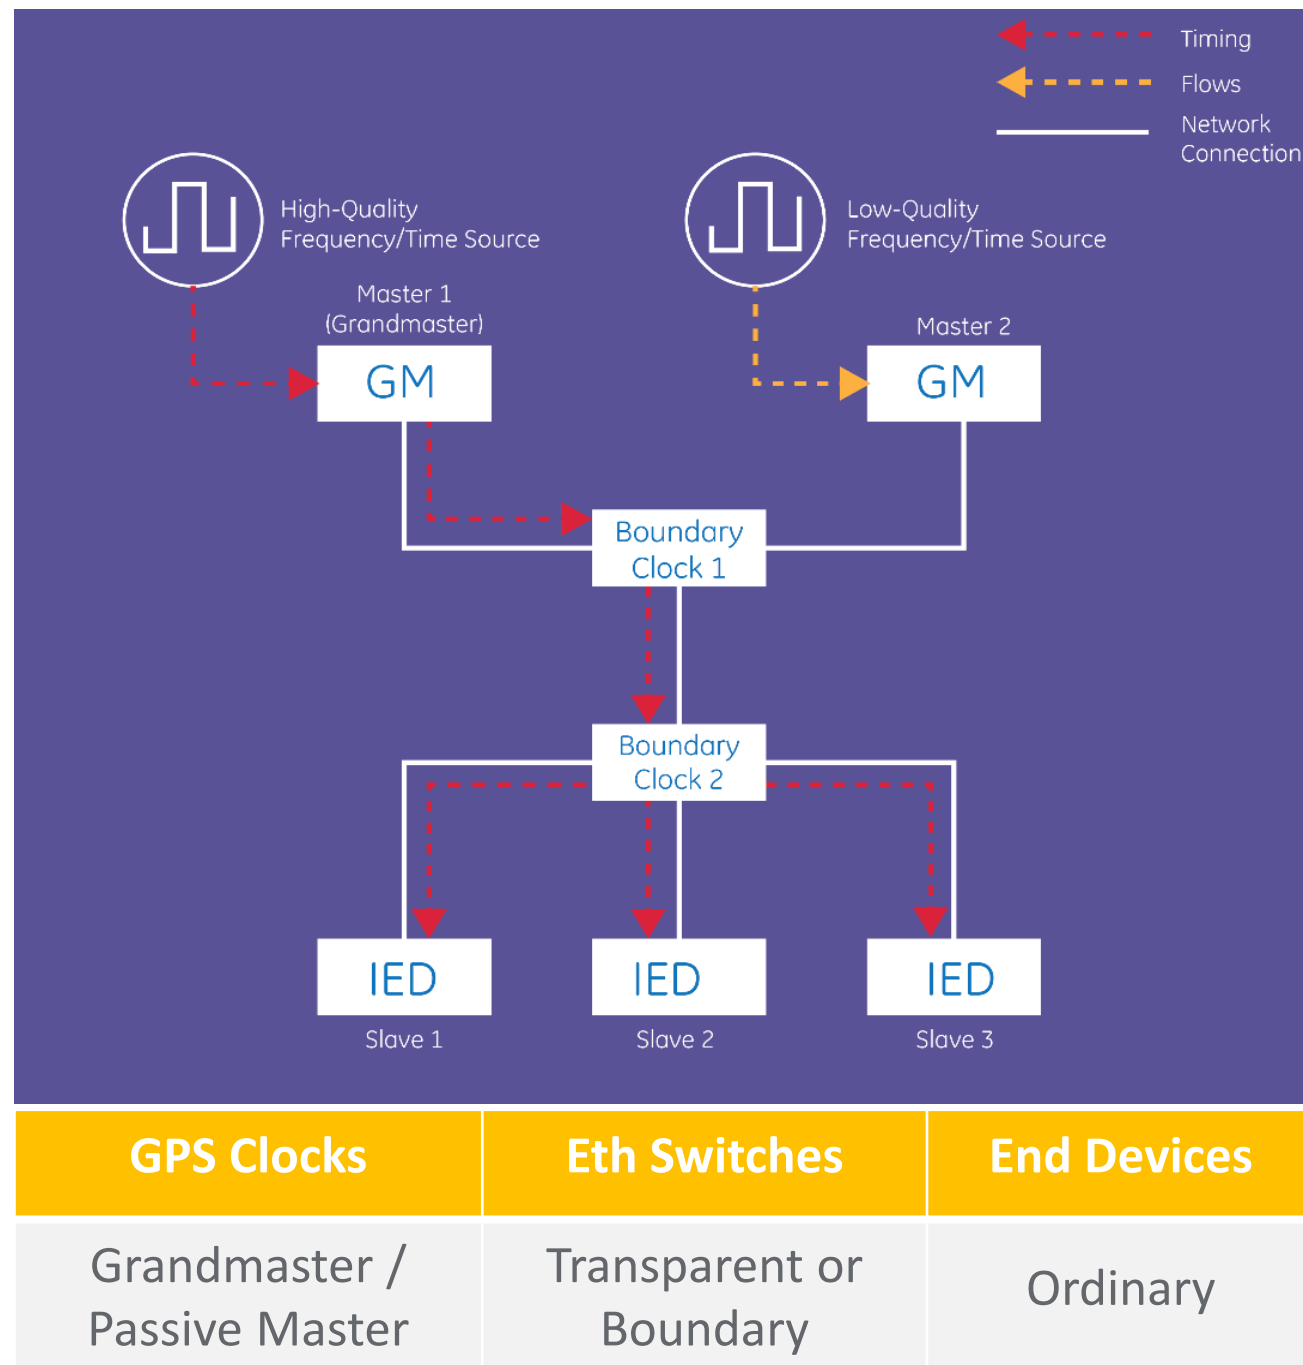 Timing
Flows
Network
Connection
High-Quality
Frequency/Time Source
Low-Quality
Frequency/Time Source
Master 1
(Grandmaster)
Master 2
GM
GM
Boundary
Clock 1
Boundary
Clock 2
IED
IED
IED
Slave 1
Slave 2
Slave 3
GPS Clocks
Eth Switches
End Devices
Grandmaster /
Passive Master
Transparent or
Boundary
Ordinary